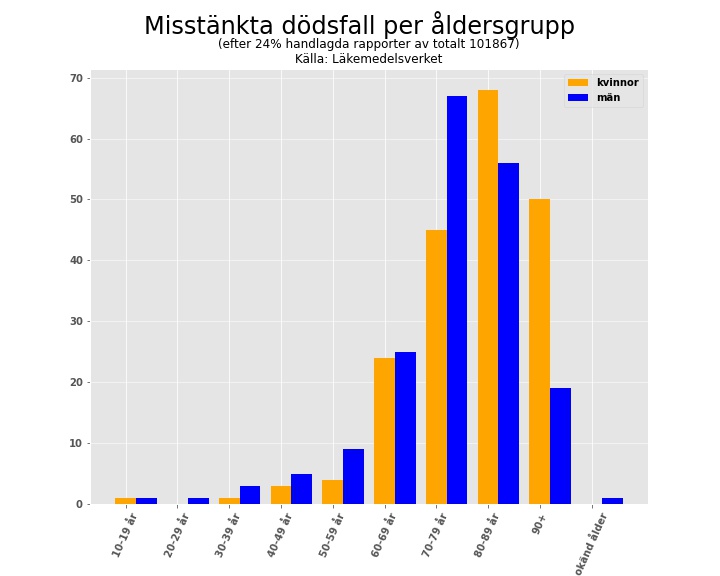 Misstänkta dödsfall per åldersgrupp
(efter 24% handlagda rapporter av totalt 101867)
Källa: Läkemedelsverket
kvinnor
män
70
60
50
40
30
20
10
0
10-19 år
20-29 år
30-39 år
40-49 år
50-59 år
60-69 år
70-79 år
80-89 år
90+
okänd ålder